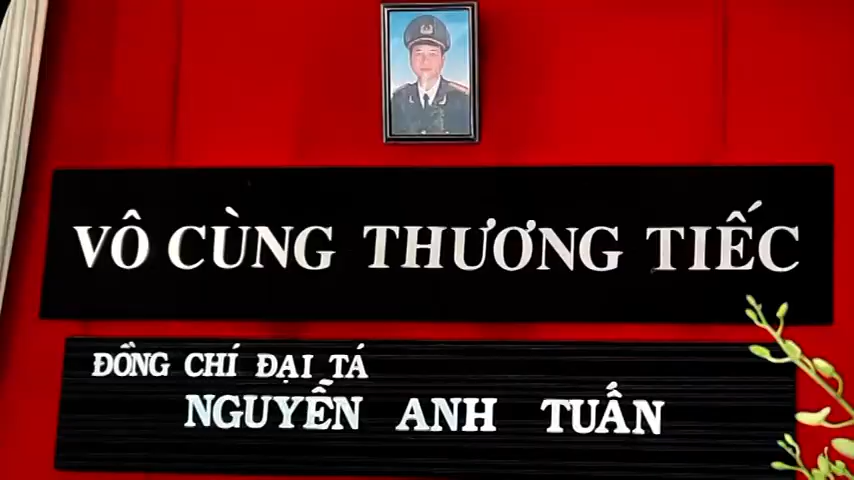 VÔ CÙNG THƯƠNG TIẾC
ĐỒNG CHÍ ĐẠI TÁ
NGUYỄN ANH TUẤN